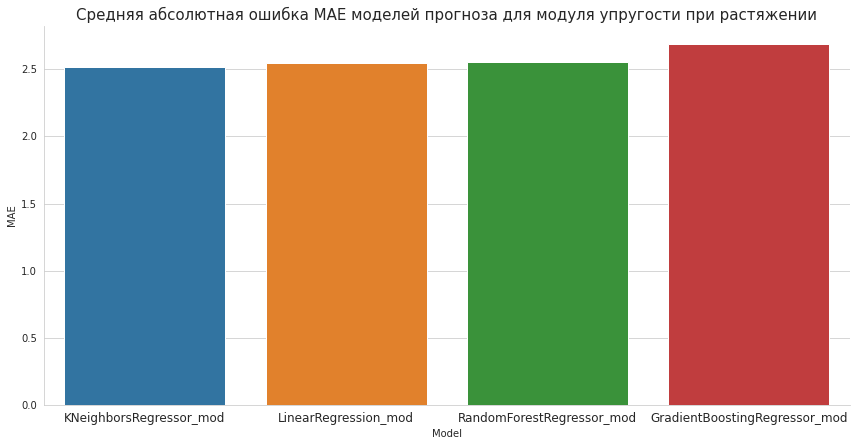 Средняя абсолютная ошибка MAE моделей прогноза для модуля упругости при растяжении
2.5
2.0
1.5
1.0
0.5
0.0
MAE
KNeighborsRegressor_mod LinearRegression_mod RandomForestRegressor_mod GradientBoostingRegressor_mod
Model